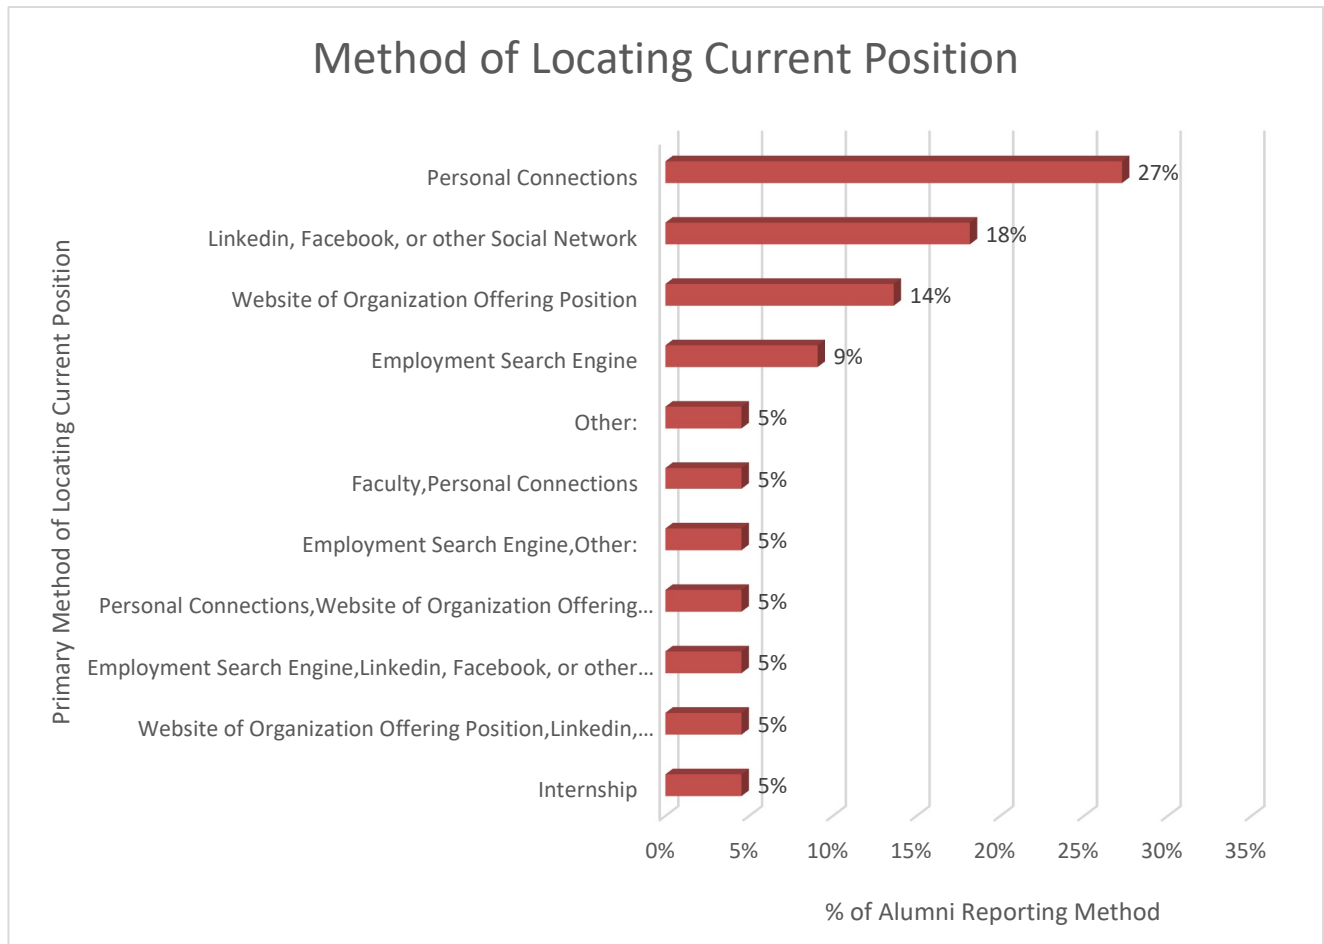 Method of Locating Current Position
Primary Method of Locating Current Position
Personal Connections
27%
Linkedin, Facebook, or other Social Network
18%
Website of Organization Offering Position
14%
Employment Search Engine
9%
Other:
5%
Faculty,Personal Connections
5%
Employment Search Engine,Other:
5%
Personal Connections,Website of Organization Offering...
5%
Employment Search Engine,Linkedin, Facebook, or other...
5%
Website of Organization Offering Position,Linkedin,...
5%
Internship
5%
0% 5% 10% 15% 20% 25% 30% 35%
% of Alumni Reporting Method